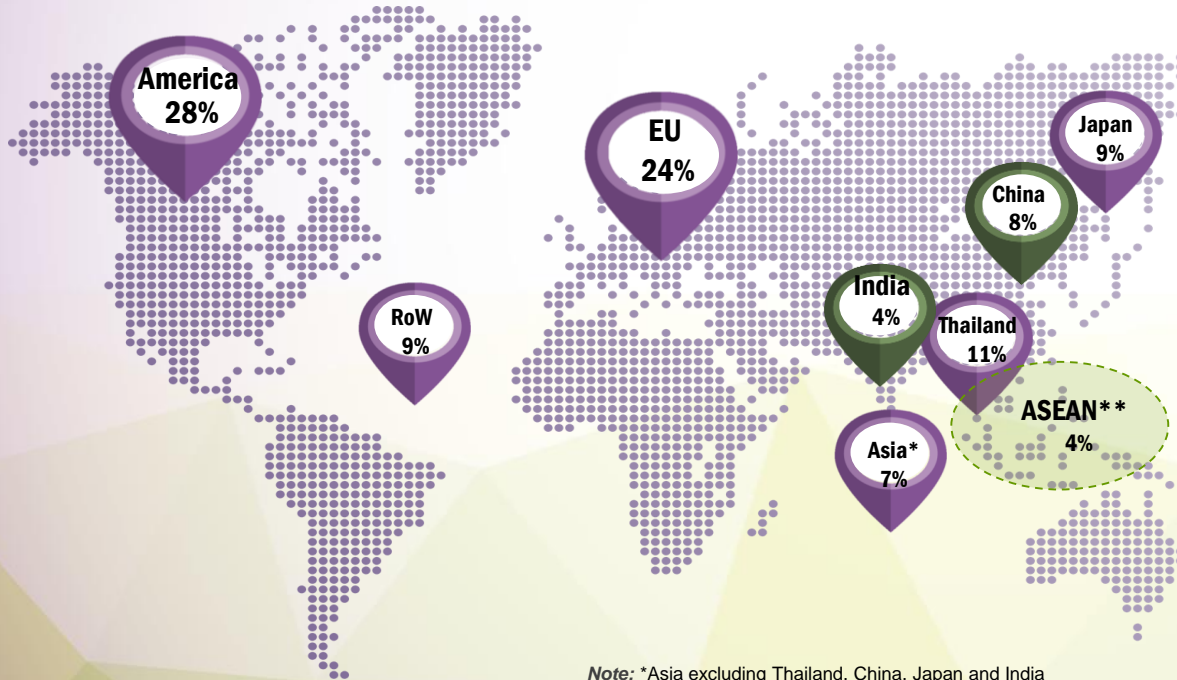 America
28%
EU
24%
Japan
9%
China
8%
India
4%
RoW
9%
Thailand
11%
ASEAN**
4%
Asia*
7%
Note: *Asia excluding Thailand, China, Japan and India